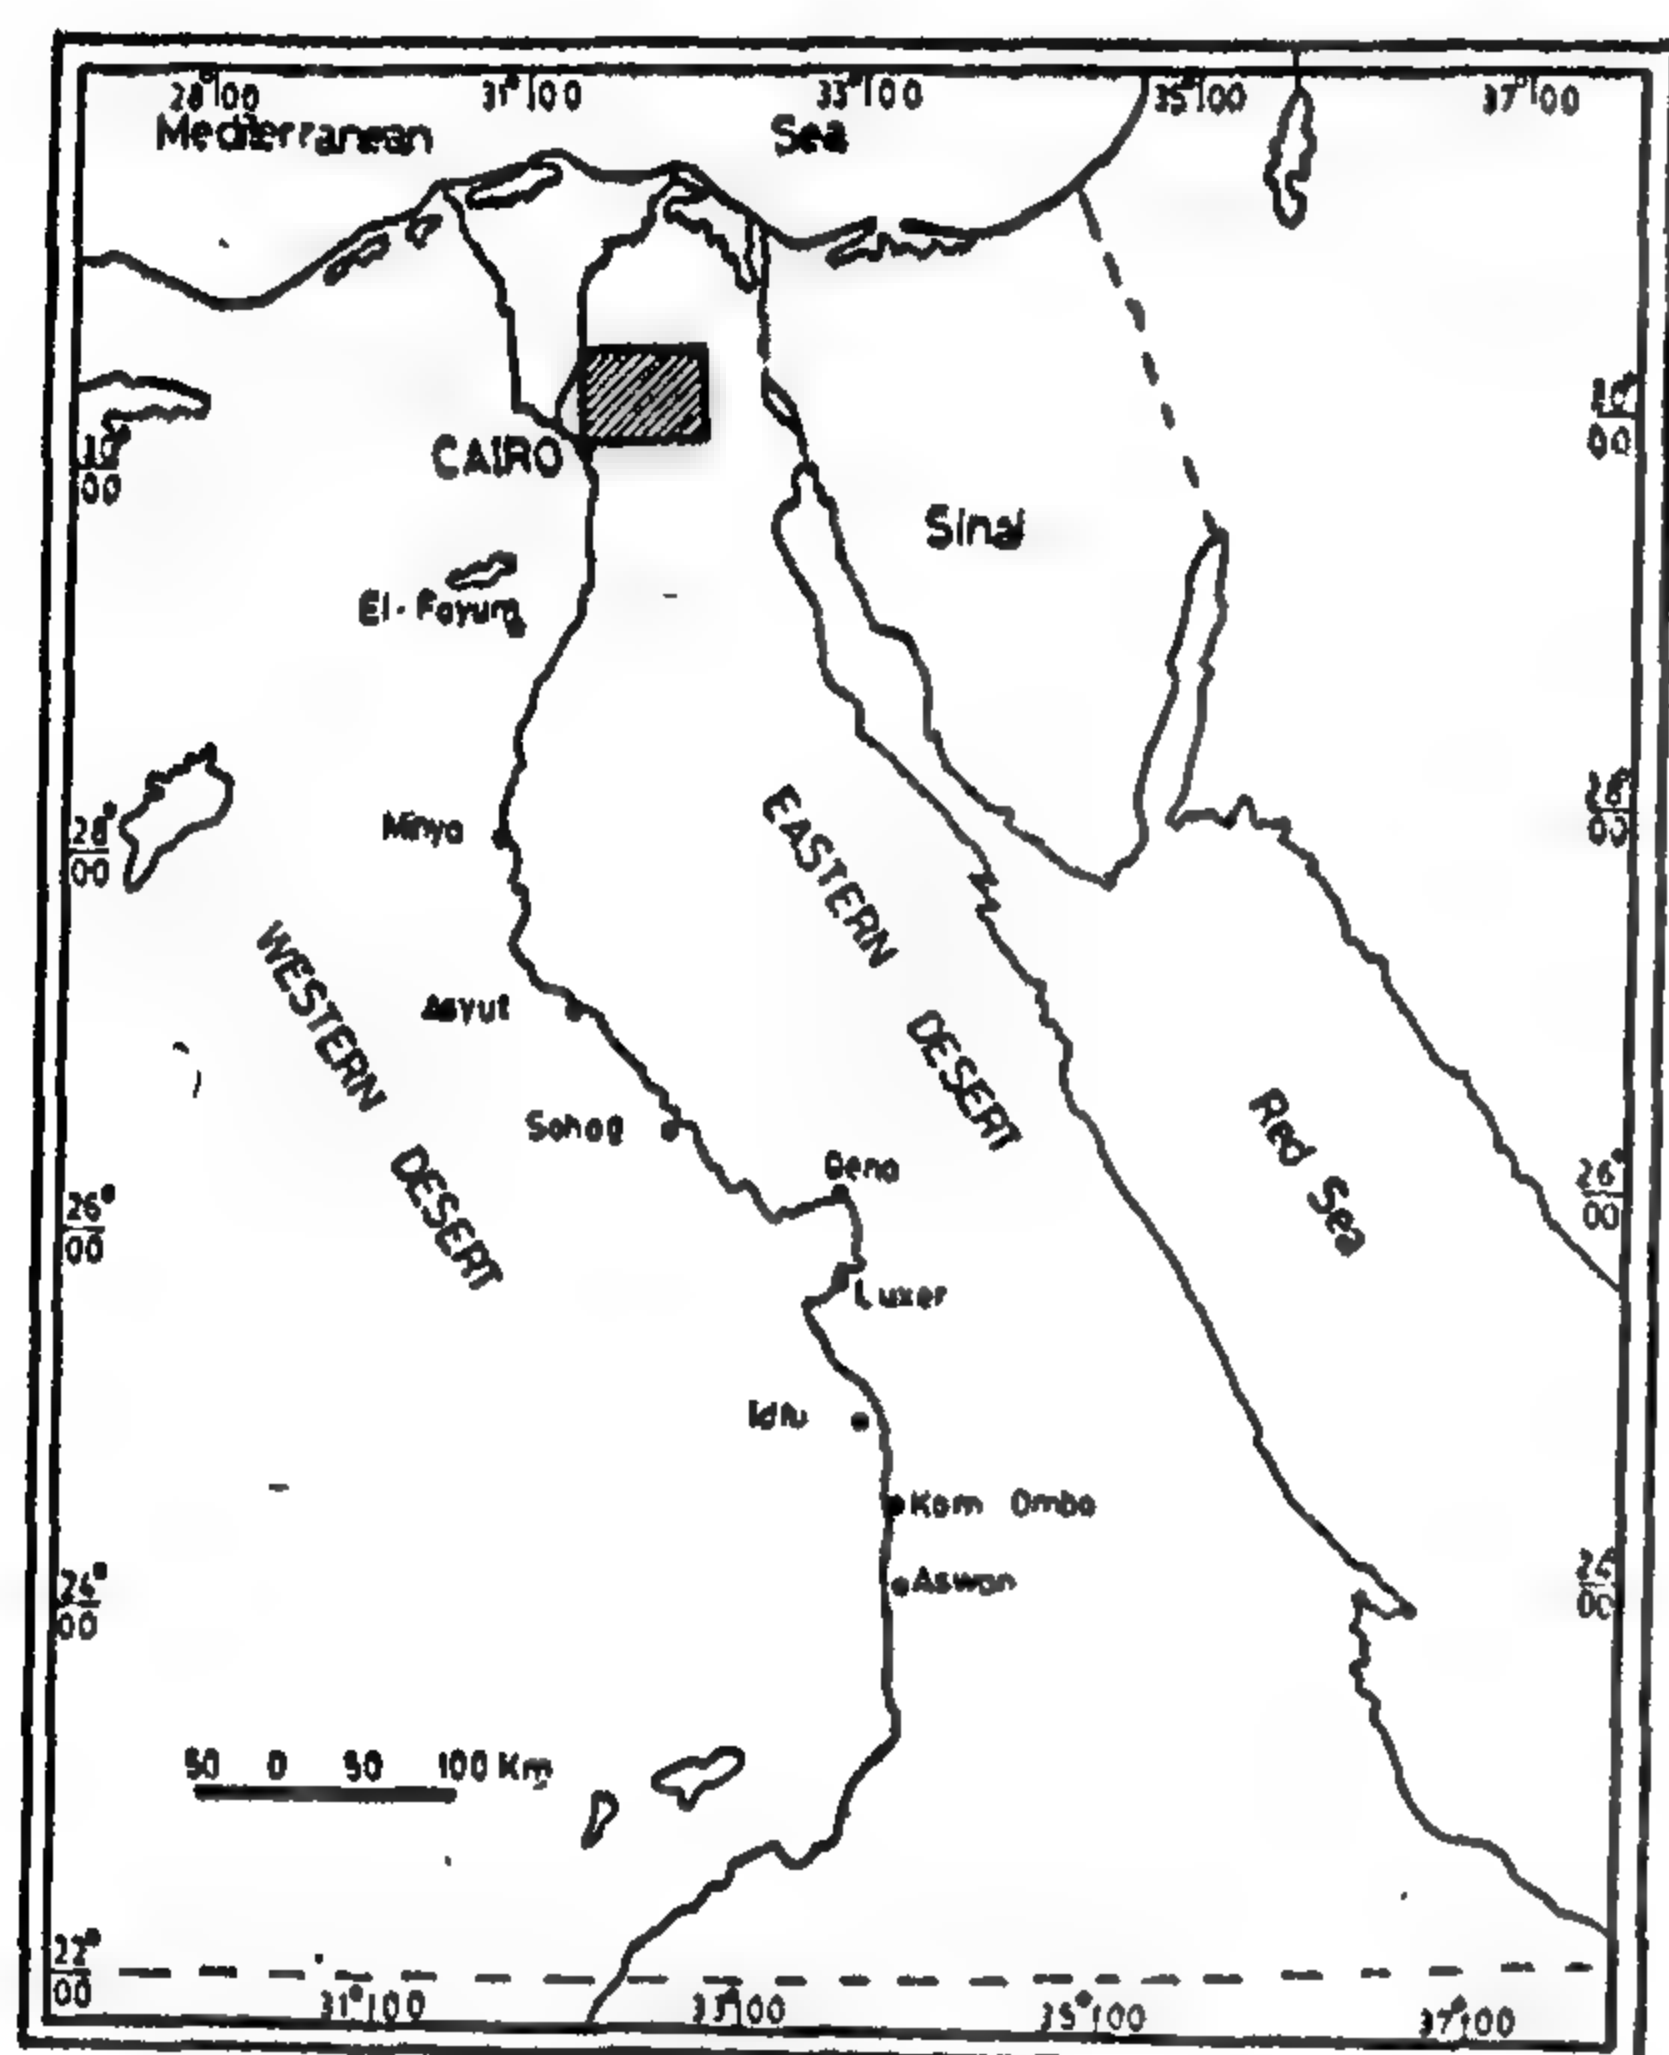 28°00 31°00 33°00 35°00 37°00
Mediterranean Sea
CAIRO
30°
00
00
Sinai
El-Fayum
28°
00
28°
00
Minya
EASTERN DESERT
WESTERN DESERT
Asyut
Sohag
Red Sea
Qena
26°
00
26°
00
Luxer
Idfu
Kom Ombo
Aswan
24°
00
24
00
50 0 50 100 Km
22°
00
31°00 33°00 35°00 37°00